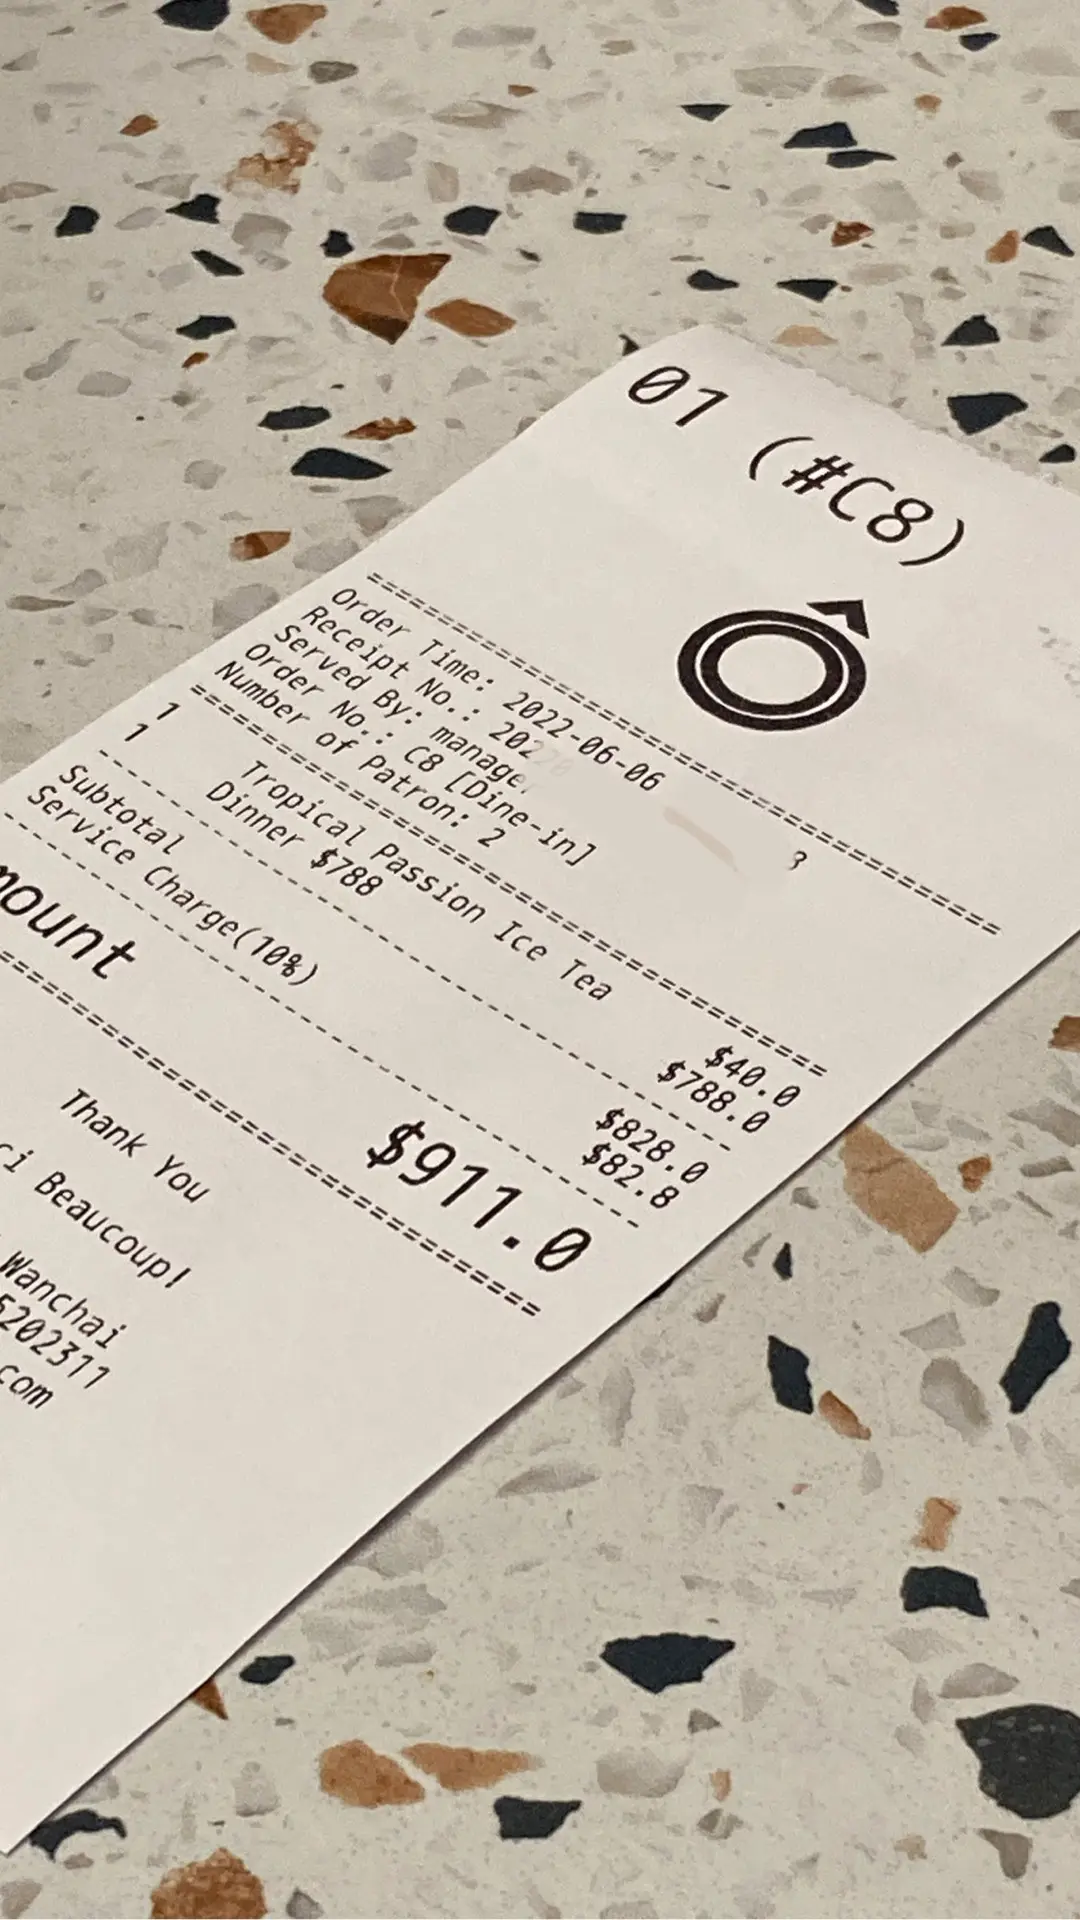 01 (#C8)
Ô
Order Time: 2022-06-06
Receipt No.: 202
Served By: manage
Order No.: C8 [Dine-in]
Number of Patron: 2
1 Tropical Passion Ice Tea $40.0
1 Dinner $788 $788.0
Subtotal $828.0
Service Charge(10%) $82.8
mount $911.0
Thank You
ci Beaucoup!
Wanchai
5202311
.com